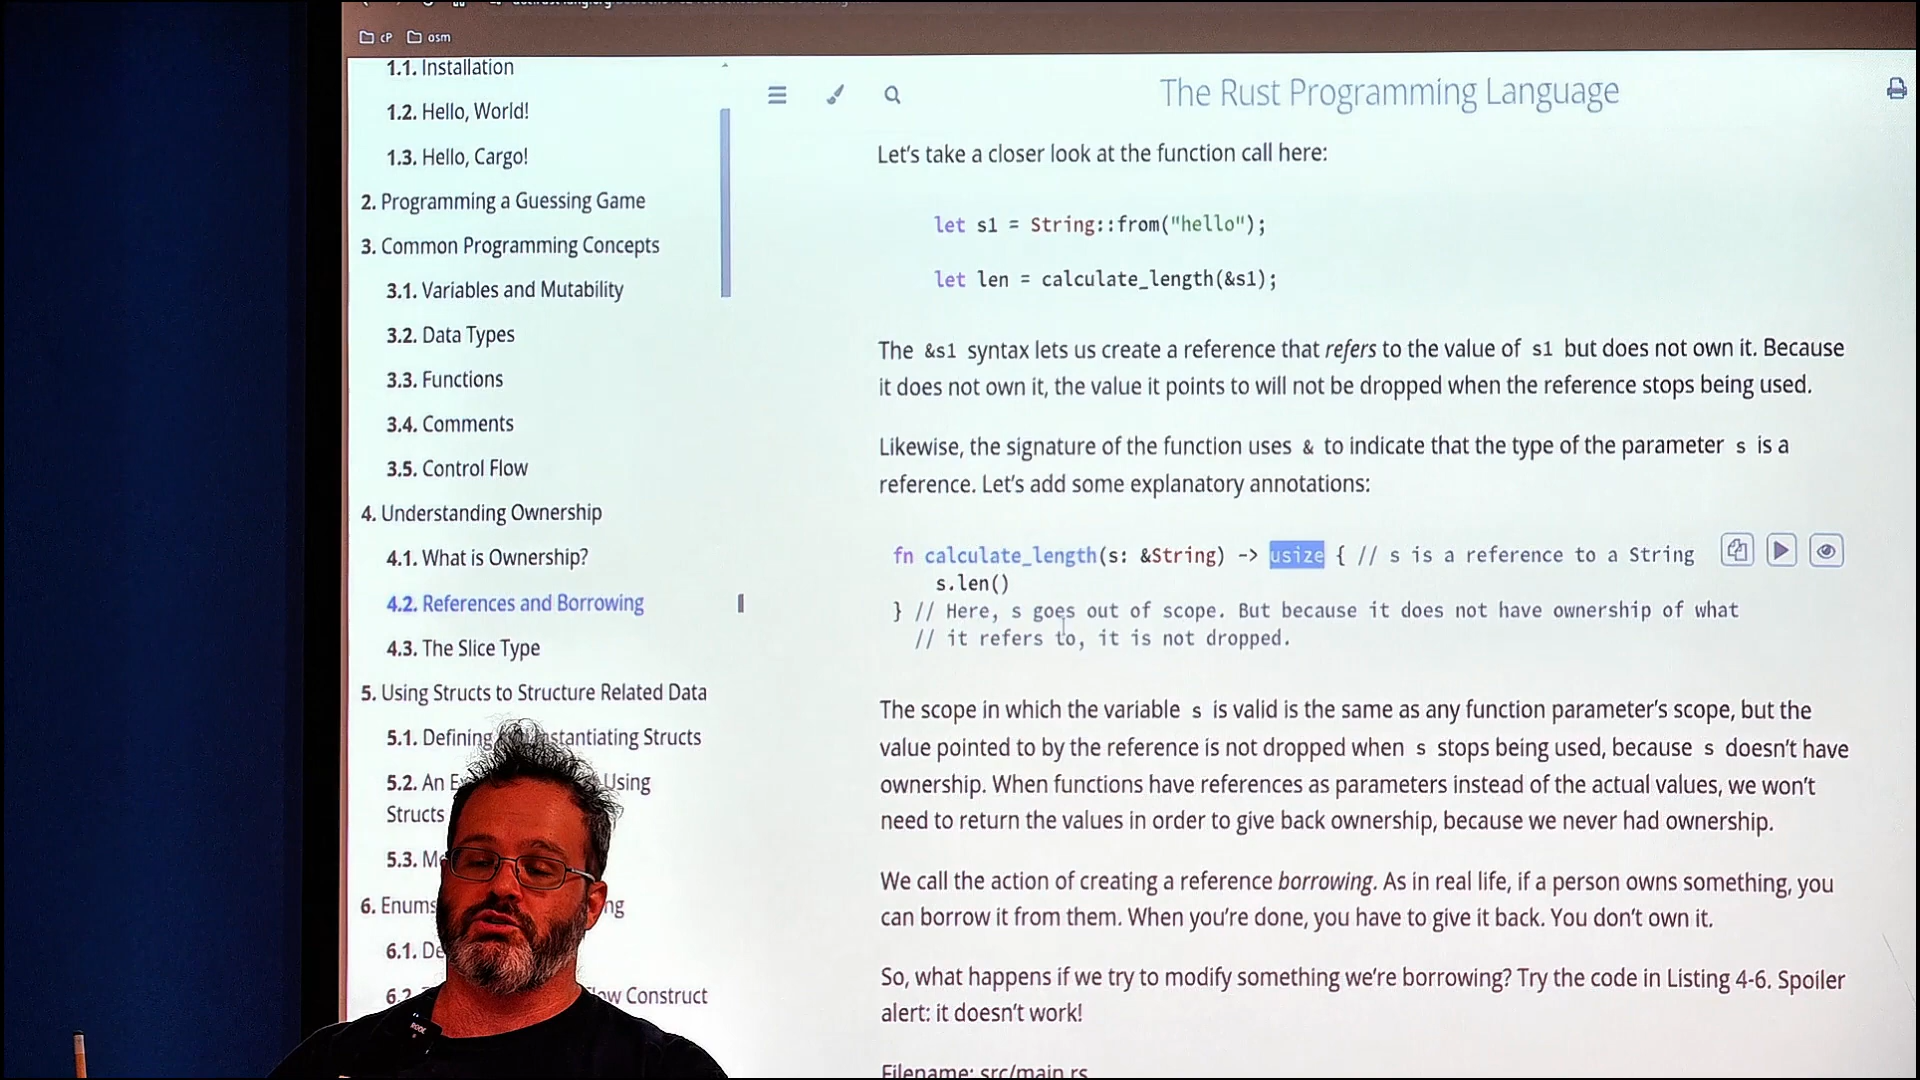 cP osm
1.1. Installation
1.2. Hello, World!
1.3. Hello, Cargo!
2. Programming a Guessing Game
3. Common Programming Concepts
3.1. Variables and Mutability
3.2. Data Types
3.3. Functions
3.4. Comments
3.5. Control Flow
4. Understanding Ownership
4.1. What is Ownership?
4.2. References and Borrowing
4.3. The Slice Type
5. Using Structs to Structure Related Data
5.1. Defining stantiating Structs
5.2. An Using
Structs
5.3.
6. Enums
6.1.
6.2. Construct
RODE
The Rust Programming Language
Let's take a closer look at the function call here:
let s1 = String::from("hello");
let len = calculate_length(&s1);
The &s1 syntax lets us create a reference that refers to the value of s1 but does not own it. Because
it does not own it, the value it points to will not be dropped when the reference stops being used.
Likewise, the signature of the function uses & to indicate that the type of the parameter s is a
reference. Let's add some explanatory annotations:
fn calculate_length(s: &String) -> usize { // s is a reference to a String
s.len()
} // Here, s goes out of scope. But because it does not have ownership of what
// it refers to, it is not dropped.
The scope in which the variable s is valid is the same as any function parameter's scope, but the
value pointed to by the reference is not dropped when s stops being used, because s doesn't have
ownership. When functions have references as parameters instead of the actual values, we won't
need to return the values in order to give back ownership, because we never had ownership.
We call the action of creating a reference borrowing. As in real life, if a person owns something, you
can borrow it from them. When you're done, you have to give it back. You don't own it.
So, what happens if we try to modify something we're borrowing? Try the code in Listing 4-6. Spoiler
alert: it doesn't work!
Filename: src/main.rs